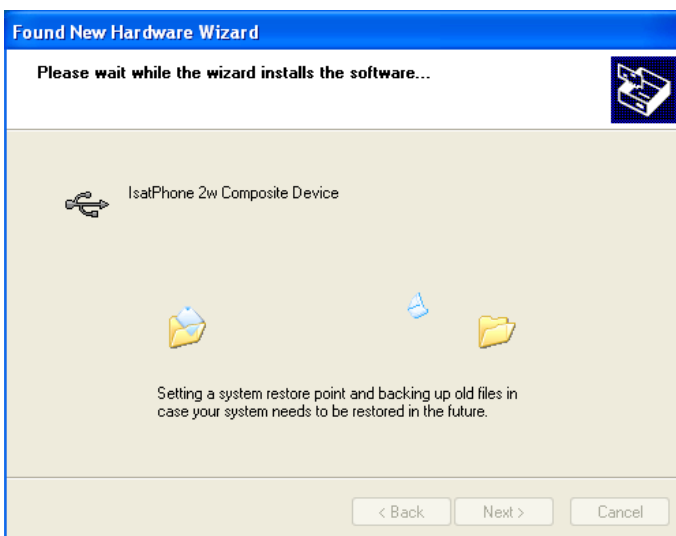 Found New Hardware Wizard
Please wait while the wizard installs the software...
IsatPhone 2w Composite Device
Setting a system restore point and backing up old files in
case your system needs to be restored in the future.
< Back
Next >
Cancel